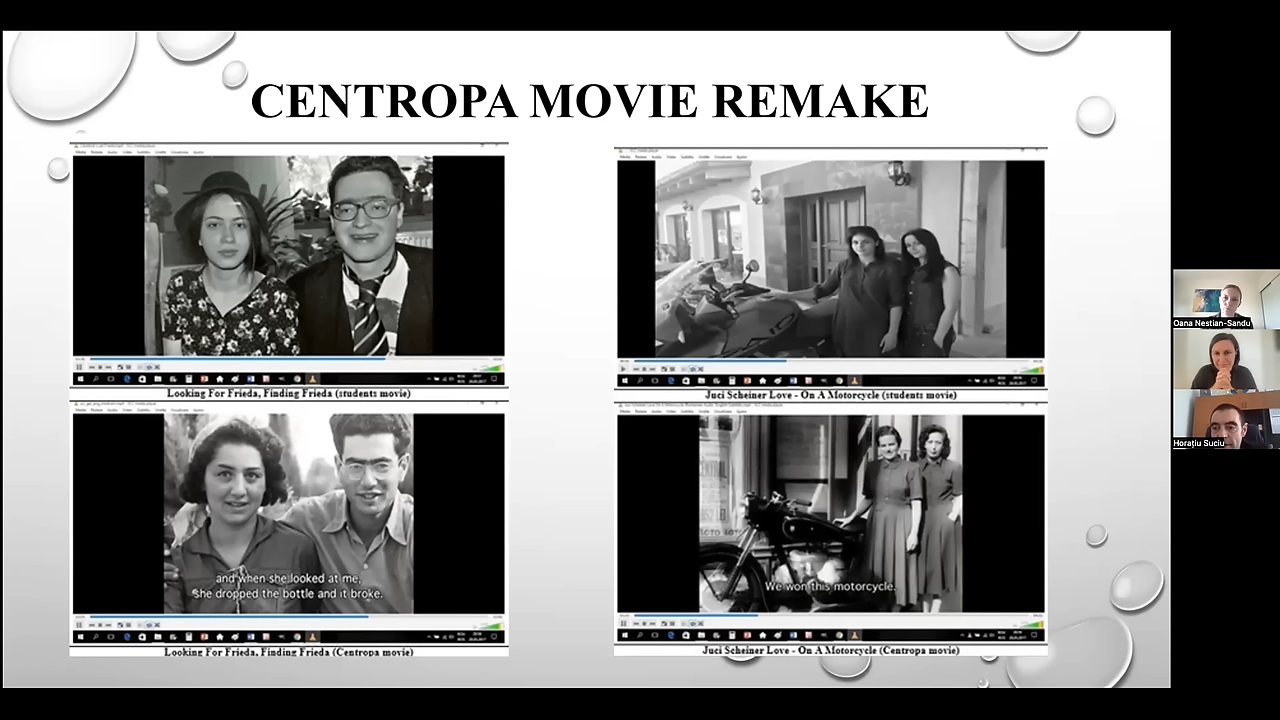 CENTROPA MOVIE REMAKE
Looking For Frieda, Finding Frieda (students movie)
Juci Scheiner Love - On A Motorcycle (students movie)
and when she looked at me,
she dropped the bottle and it broke.
We won this motorcycle.
Looking For Frieda, Finding Frieda (Centropa movie)
Juci Scheiner Love - On A Motorcycle (Centropa movie)
Oana Nestian-Sandu
Horațiu Suciu